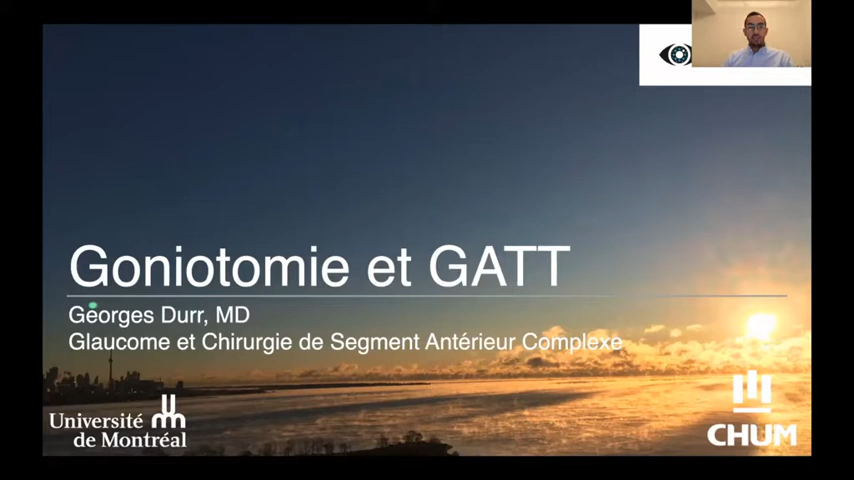 Goniotomie et GATT
Georges Durr, MD
Glaucome et Chirurgie de Segment Antérieur Complexe
Université
de Montréal
CHUM